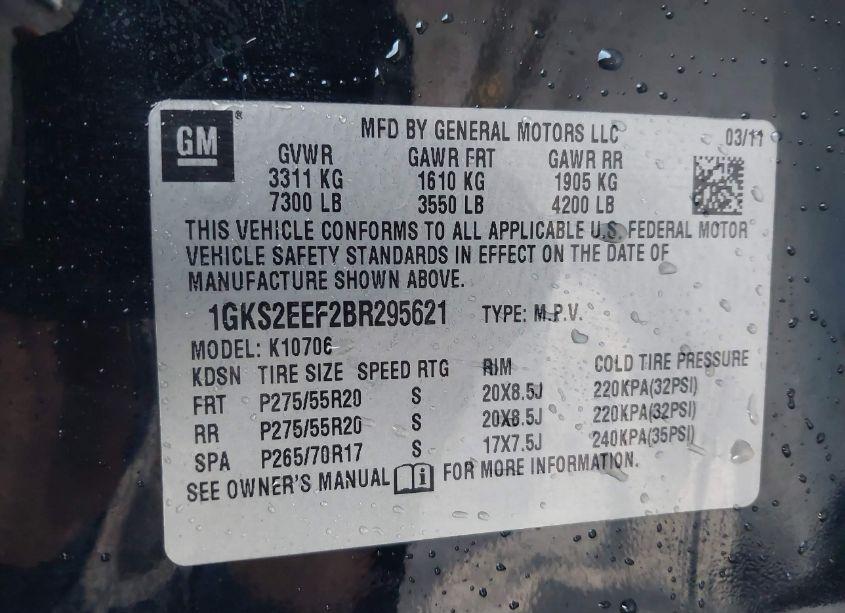 GM ®
MFD BY GENERAL MOTORS LLC 03/11
GVWR GAWR FRT GAWR RR
3311 KG 1610 KG 1905 KG
7300 LB 3550 LB 4200 LB
THIS VEHICLE CONFORMS TO ALL APPLICABLE U.S. FEDERAL MOTOR
VEHICLE SAFETY STANDARDS IN EFFECT ON THE DATE OF
MANUFACTURE SHOWN ABOVE.
1GKS2EEF2BR295621 TYPE: M.P.V.
MODEL: K10706
KDSN TIRE SIZE SPEED RTG RIM COLD TIRE PRESSURE
FRT P275/55R20 S 20X8.5J 220KPA(32PSI)
RR P275/55R20 S 20X8.5J 220KPA(32PSI)
SPA P265/70R17 S 17X7.5J 240KPA(35PSI)
SEE OWNER'S MANUAL i FOR MORE INFORMATION.